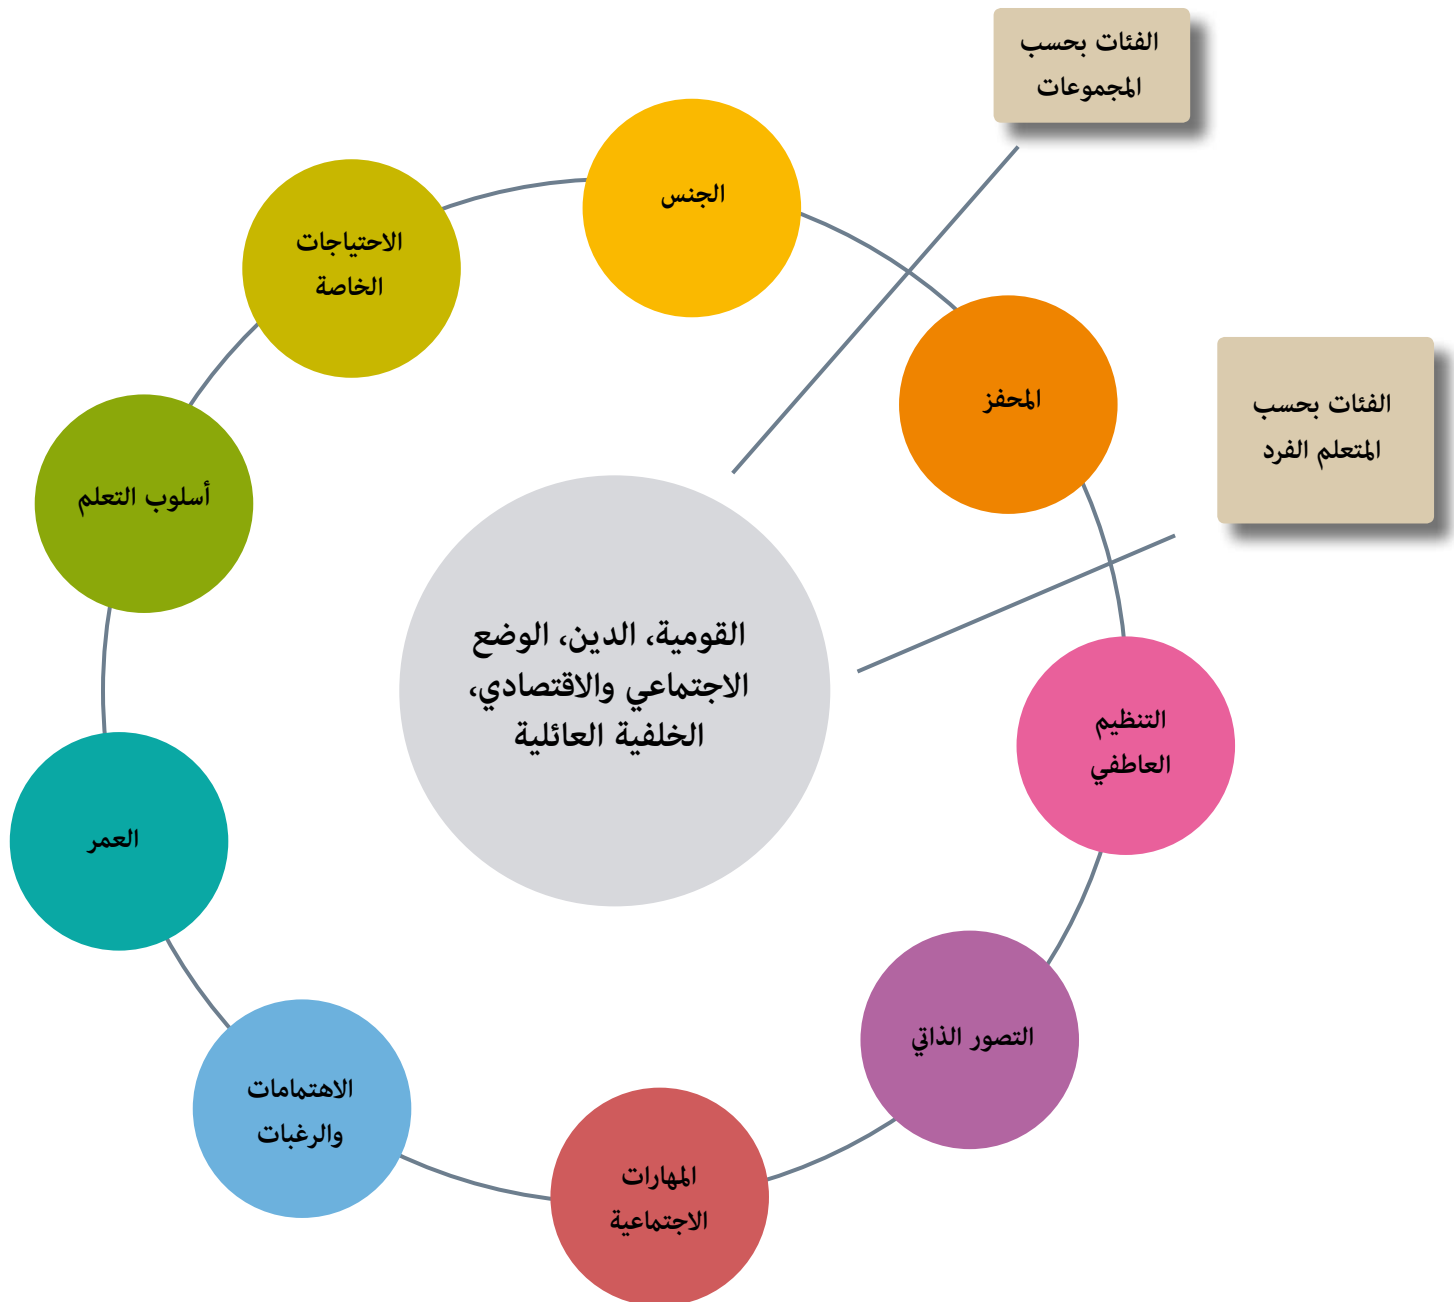 الفئات بحسب
المجموعات
الجنس
الاحتياجات
الخاصة
المحفز
الفئات بحسب
المتعلم الفرد
أسلوب التعلم
القومية، الدين، الوضع
الاجتماعي والاقتصادي،
الخلفية العائلية
التنظيم
العاطفي
العمر
التصور الذاتي
الاهتمامات
والرغبات
المهارات
الاجتماعية